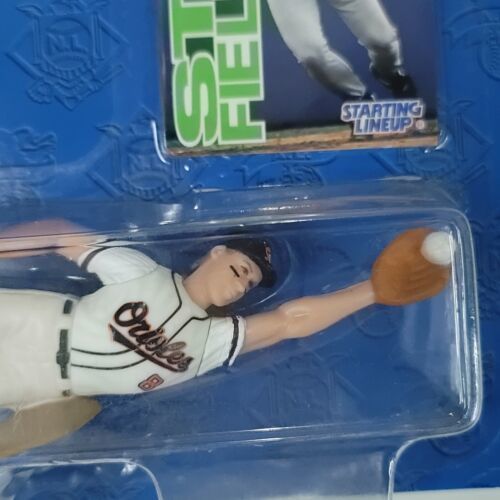 ST
FIEL
STARTING
LINEUP
Orioles
8